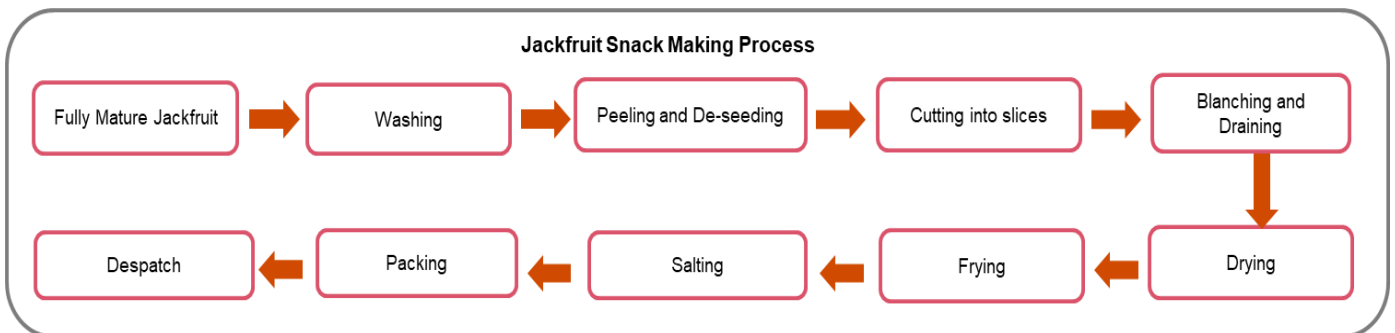 Jackfruit Snack Making Process
Fully Mature Jackfruit
Washing
Peeling and De-seeding
Cutting into slices
Blanching and
Draining
Drying
Frying
Salting
Packing
Despatch